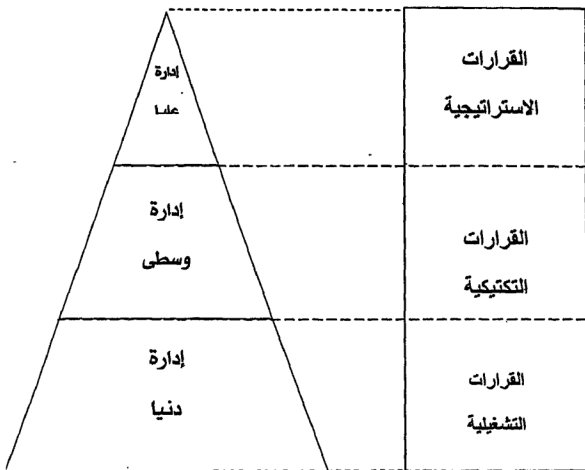 إدارة
عليا
القرارات
الاستراتيجية
إدارة
وسطى
القرارات
التكتيكية
إدارة
دنيا
القرارات
التشغيلية